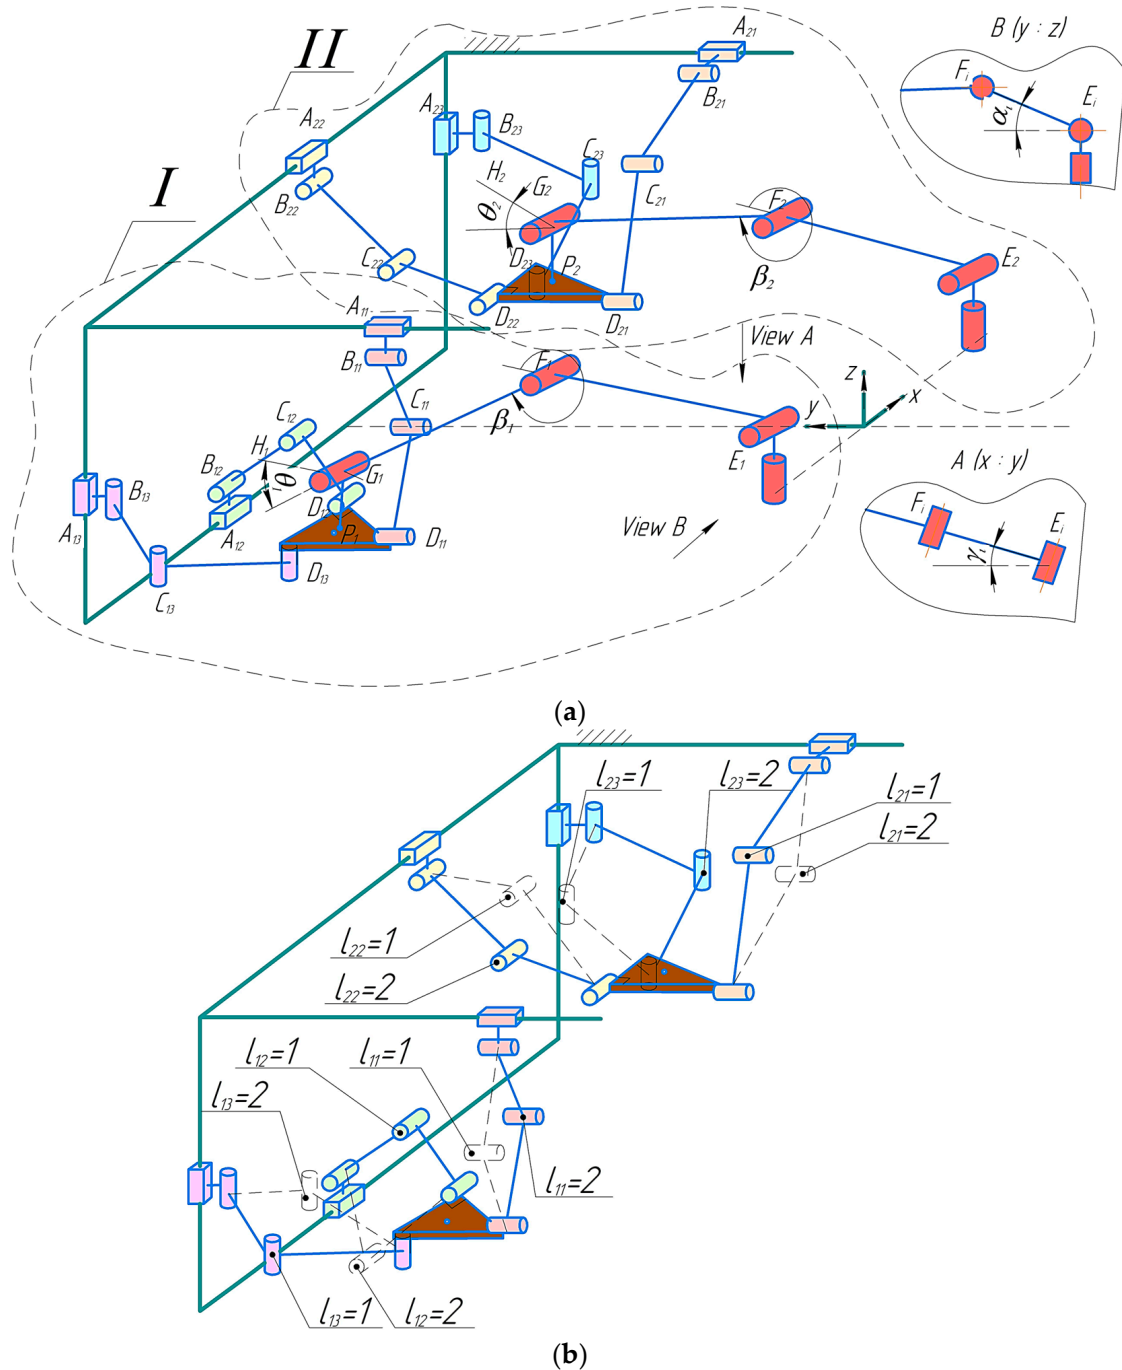 II
A₂₁
B (y : z)
Fᵢ
Eᵢ
αᵢ
B₂₁
A₂₃
B₂₃
A₂₂
C₂₃
I
B₂₂
H₂
G₂
C₂₁
F₂
θ₂
C₂₂
D₂₃
P₂
β₂
E₂
D₂₂
D₂₁
A₁₁
View A
B₁₁
F₁
z
x
C₁₂
C₁₁
β₁
y
H₁
B₁₂
G₁
E₁
A (x : y)
θ₁
B₁₃
D₁₂
Fᵢ
Eᵢ
A₁₃
A₁₂
P₁
D₁₁
View B
γᵢ
D₁₃
C₁₃
(a)
l₂₃=1
l₂₃=2
l₂₁=1
l₂₁=2
l₂₂=1
l₂₂=2
l₁₂=1
l₁₁=1
l₁₃=2
l₁₁=2
l₁₃=1
l₁₂=2
(b)